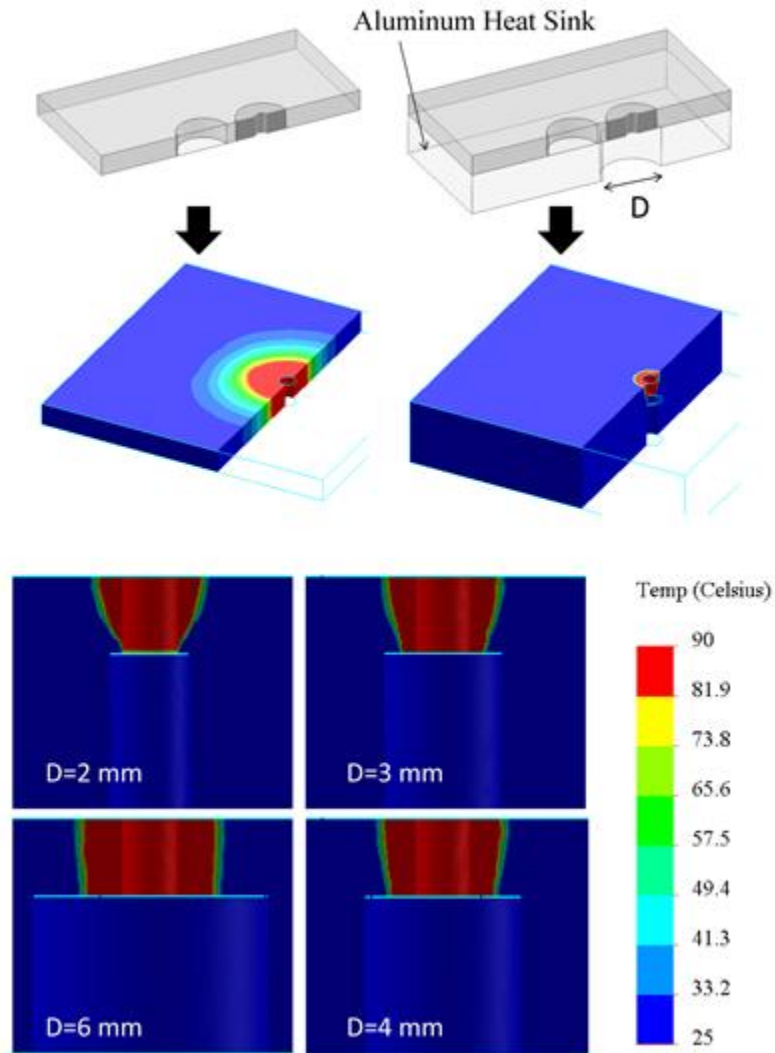 Aluminum Heat Sink
D
D=2 mm
D=3 mm
D=6 mm
D=4 mm
Temp (Celsius)
90
81.9
73.8
65.6
57.5
49.4
41.3
33.2
25